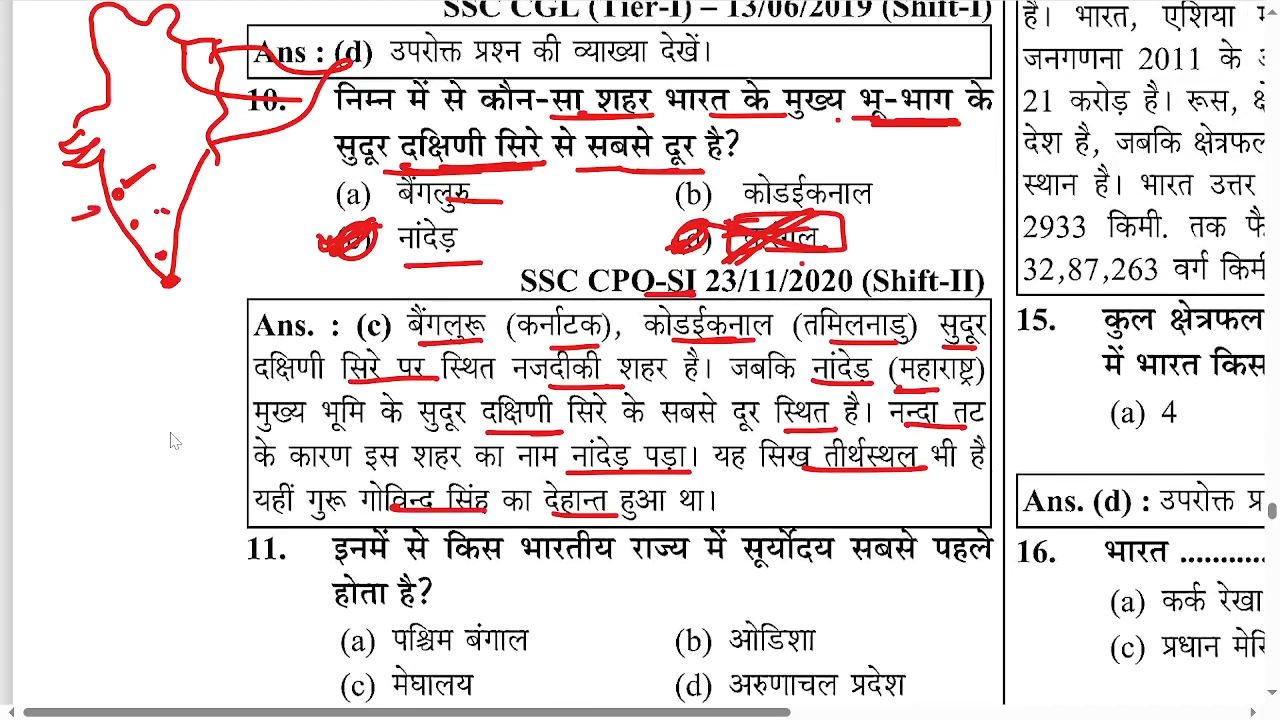 SSC CGL (Tier-I) – 13/06/2019 (Shift-I)
Ans : (d) उपरोक्त प्रश्न की व्याख्या देखें।
10. निम्न में से कौन-सा शहर भारत के मुख्य भू-भाग के
सुदूर दक्षिणी सिरे से सबसे दूर है?
(a) बैंगलुरु (b) कोडईकनाल
नांदेड़
SSC CPO-SI 23/11/2020 (Shift-II)
Ans. : (c) बैंगलुरू (कर्नाटक), कोडईकनाल (तमिलनाडु) सुदूर
दक्षिणी सिरे पर स्थित नजदीकी शहर है। जबकि नांदेड़ (महाराष्ट्र)
मुख्य भूमि के सुदूर दक्षिणी सिरे के सबसे दूर स्थित है। नन्दा तट
के कारण इस शहर का नाम नांदेड़ पड़ा। यह सिख तीर्थस्थल भी है
यहीं गुरू गोविन्द सिंह का देहान्त हुआ था।
11. इनमें से किस भारतीय राज्य में सूर्योदय सबसे पहले
होता है?
(a) पश्चिम बंगाल (b) ओडिशा
(c) मेघालय (d) अरुणाचल प्रदेश
है। भारत, एशिया
जनगणना 2011 के
21 करोड़ है। रूस,
देश है, जबकि क्षेत्रफल
स्थान है। भारत उत्तर
2933 किमी. तक
32,87,263 वर्ग किमी
15. कुल क्षेत्रफल
में भारत किस
(a) 4
Ans. (d) : उपरोक्त
16. भारत ............
(a) कर्क रेखा
(c) प्रधान